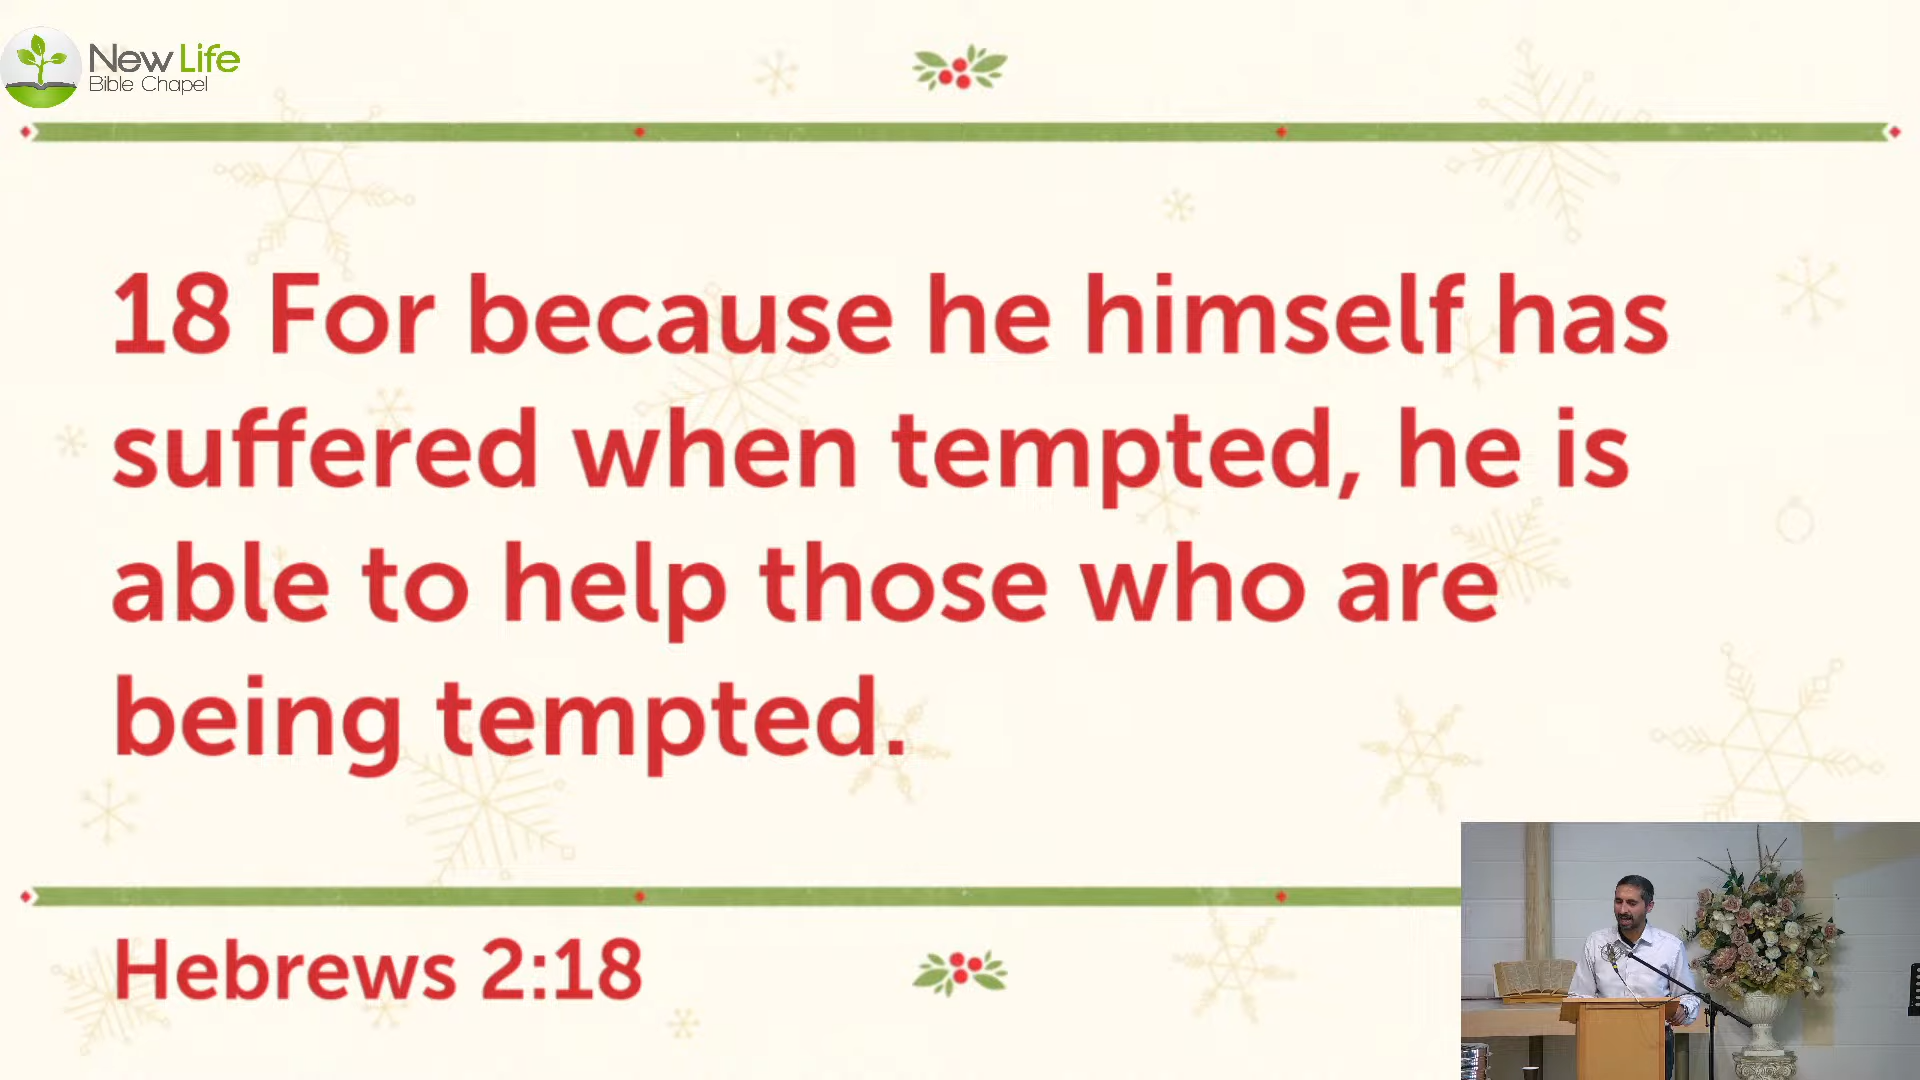 New Life
Bible Chapel
18 For because he himself has
suffered when tempted, he is
able to help those who are
being tempted.
Hebrews 2:18